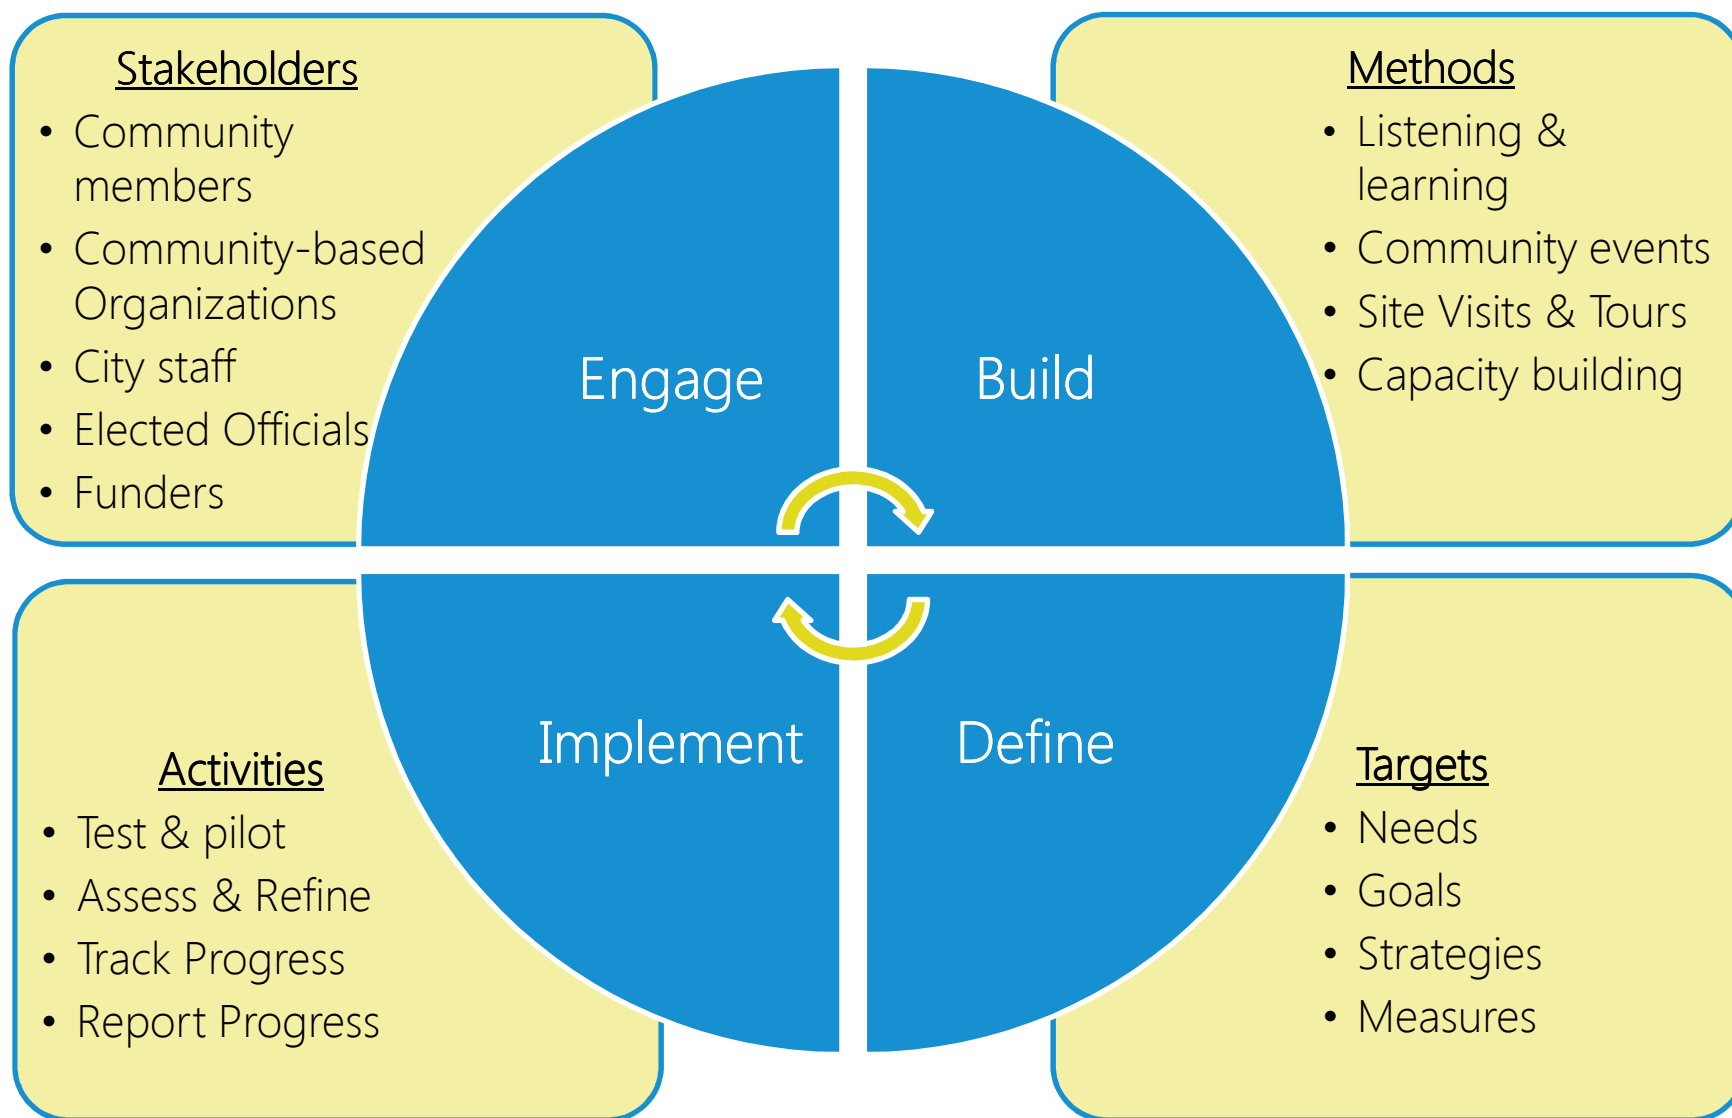 Stakeholders
• Community
members
• Community-based
Organizations
• City staff
• Elected Officials
• Funders
Engage
Build
Methods
• Listening &
learning
• Community events
• Site Visits & Tours
• Capacity building
Activities
• Test & pilot
• Assess & Refine
• Track Progress
• Report Progress
Implement
Define
Targets
• Needs
• Goals
• Strategies
• Measures